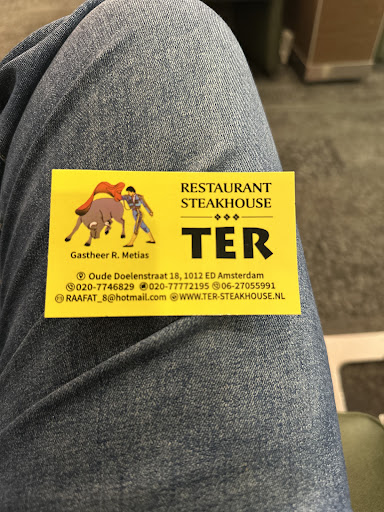 RESTAURANT
STEAKHOUSE
TER
Gastheer R. Metias
Oude Doelenstraat 18, 1012 ED Amsterdam
020-7746829 020-77772195 06-27055991
RAAFAT_8@hotmail.com WWW.TER-STEAKHOUSE.NL